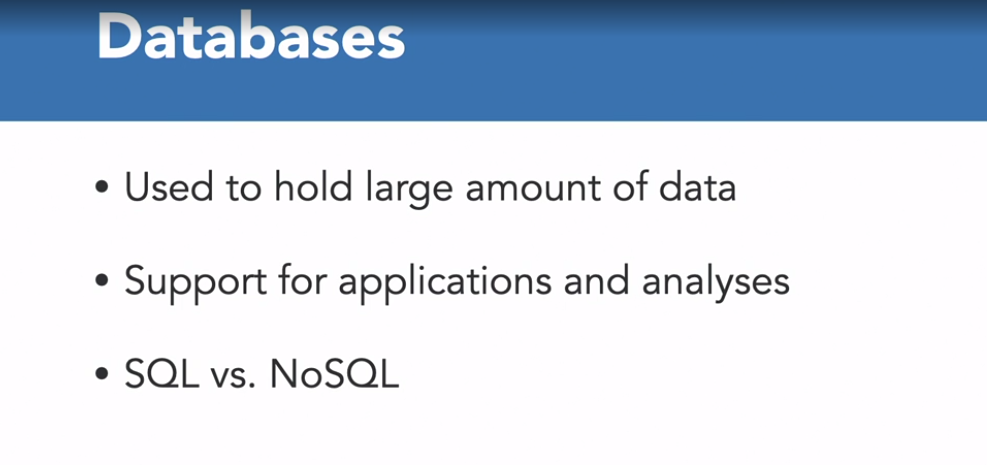 Databases
• Used to hold large amount of data
• Support for applications and analyses
• SQL vs. NoSQL